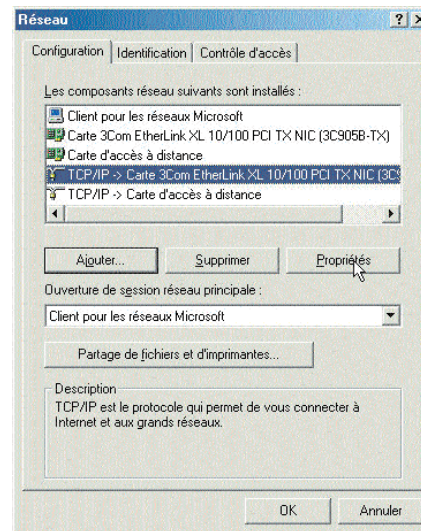 Réseau
Configuration
Identification
Contrôle d'accès
Les composants réseau suivants sont installés :
Client pour les réseaux Microsoft
Carte 3Com EtherLink XL 10/100 PCI TX NIC (3C905B-TX)
Carte d'accès à distance
TCP/IP -> Carte 3Com EtherLink XL 10/100 PCI TX NIC (3C9
TCP/IP -> Carte d'accès à distance
Ajouter...
Supprimer
Propriétés
Ouverture de session réseau principale :
Client pour les réseaux Microsoft
Partage de fichiers et d'imprimantes...
Description
TCP/IP est le protocole qui permet de vous connecter à
Internet et aux grands réseaux.
OK
Annuler